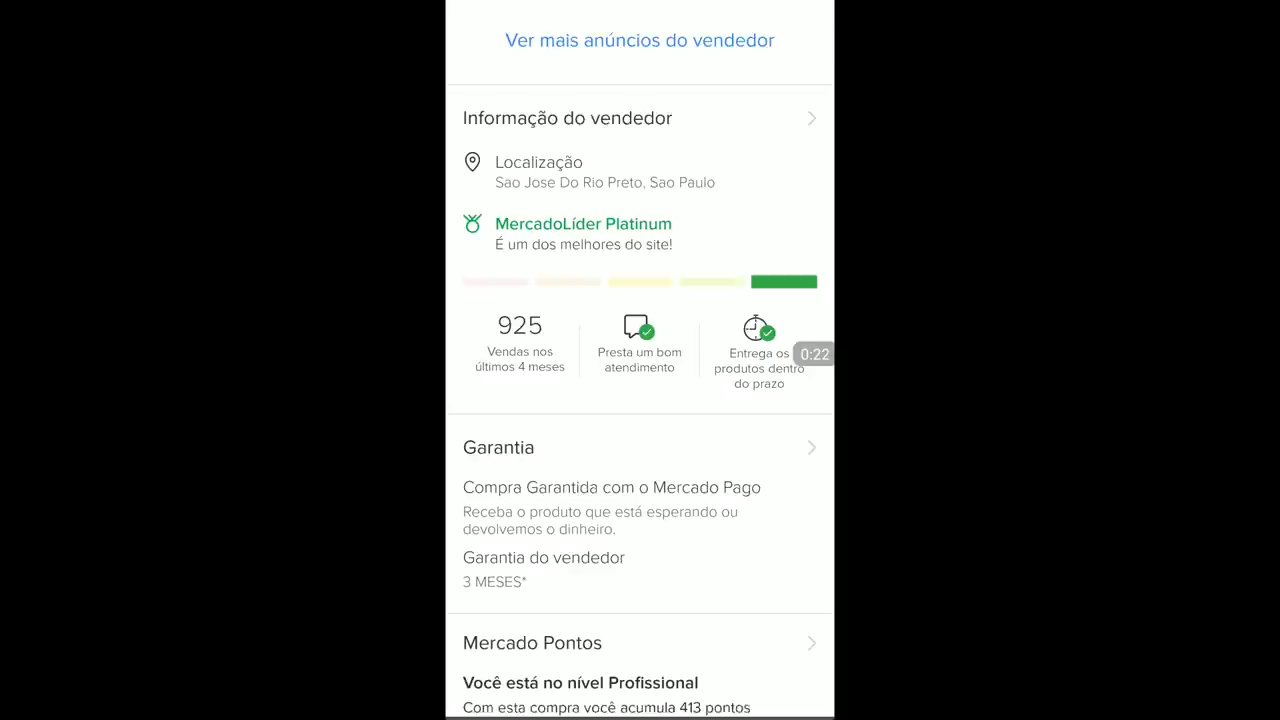 Ver mais anúncios do vendedor
Informação do vendedor
Localização
Sao Jose Do Rio Preto, Sao Paulo
MercadoLíder Platinum
É um dos melhores do site!
925
Vendas nos
últimos 4 meses
Presta um bom
atendimento
Entrega os
produtos dentro
do prazo
0:22
Garantia
Compra Garantida com o Mercado Pago
Receba o produto que está esperando ou
devolvemos o dinheiro.
Garantia do vendedor
3 MESES*
Mercado Pontos
Você está no nível Profissional
Com esta compra você acumula 413 pontos